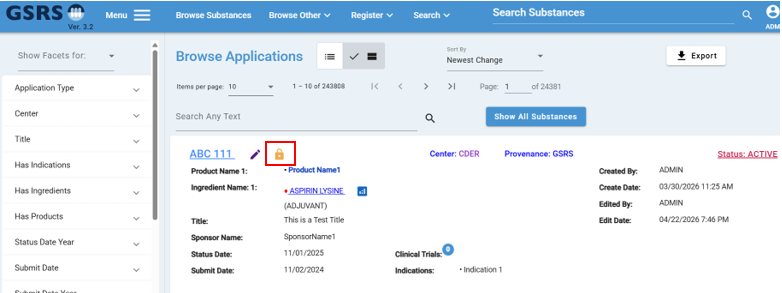 GSRS
Ver. 3.2
Menu
Browse Substances
Browse Other
Register
Search
Search Substances
ADM
Show Facets for:
Application Type
Center
Title
Has Indications
Has Ingredients
Has Products
Status Date Year
Submit Date
Submit Date Year
Browse Applications
Sort By
Newest Change
Export
Items per page: 10
1 – 10 of 243808
Page: 1 of 24381
Search Any Text
Show All Substances
ABC 111
Center: CDER
Provenance: GSRS
Status: ACTIVE
Product Name 1:
• Product Name1
Ingredient Name: 1:
♦ ASPIRIN LYSINE
(ADJUVANT)
Title:
This is a Test Title
Sponsor Name:
SponsorName1
Status Date:
11/01/2025
Submit Date:
11/02/2024
Clinical Trials:
0
Indications:
• Indication 1
Created By:
ADMIN
Create Date:
03/30/2026 11:25 AM
Edited By:
ADMIN
Edit Date:
04/22/2026 7:46 PM